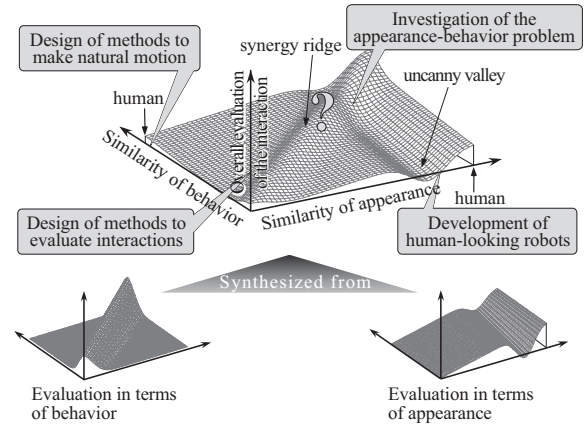 Design of methods to
make natural motion
synergy ridge
Investigation of the
appearance-behavior problem
uncanny valley
human
?
Similarity of behavior
Overall evaluation
of the interaction
Similarity of appearance
human
Design of methods to
evaluate interactions
Development of
human-looking robots
Synthesized from
Evaluation in terms
of behavior
Evaluation in terms
of appearance